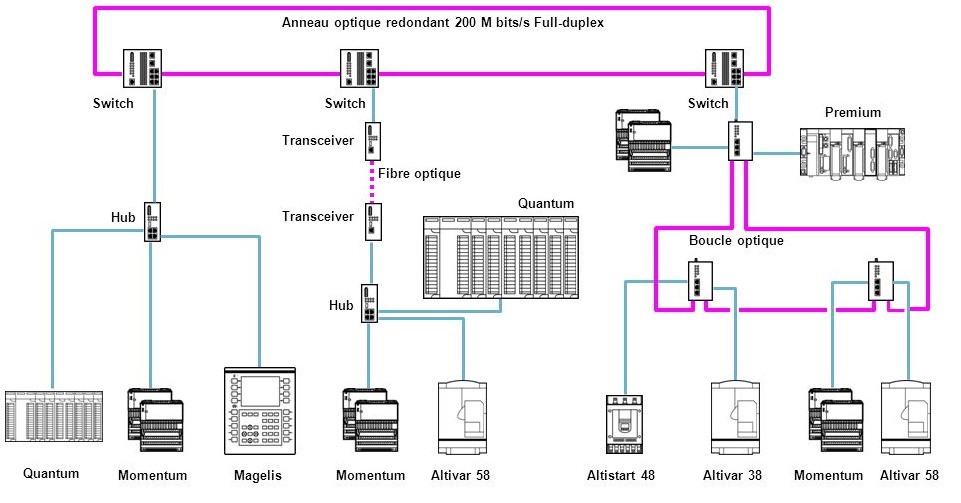 Anneau optique redondant 200 M bits/s Full-duplex
Switch
Switch
Switch
Transceiver
Premium
Fibre optique
Hub
Transceiver
Quantum
Boucle optique
Hub
Quantum
Momentum
Magelis
Momentum
Altivar 58
Altistart 48
Altivar 38
Momentum
Altivar 58